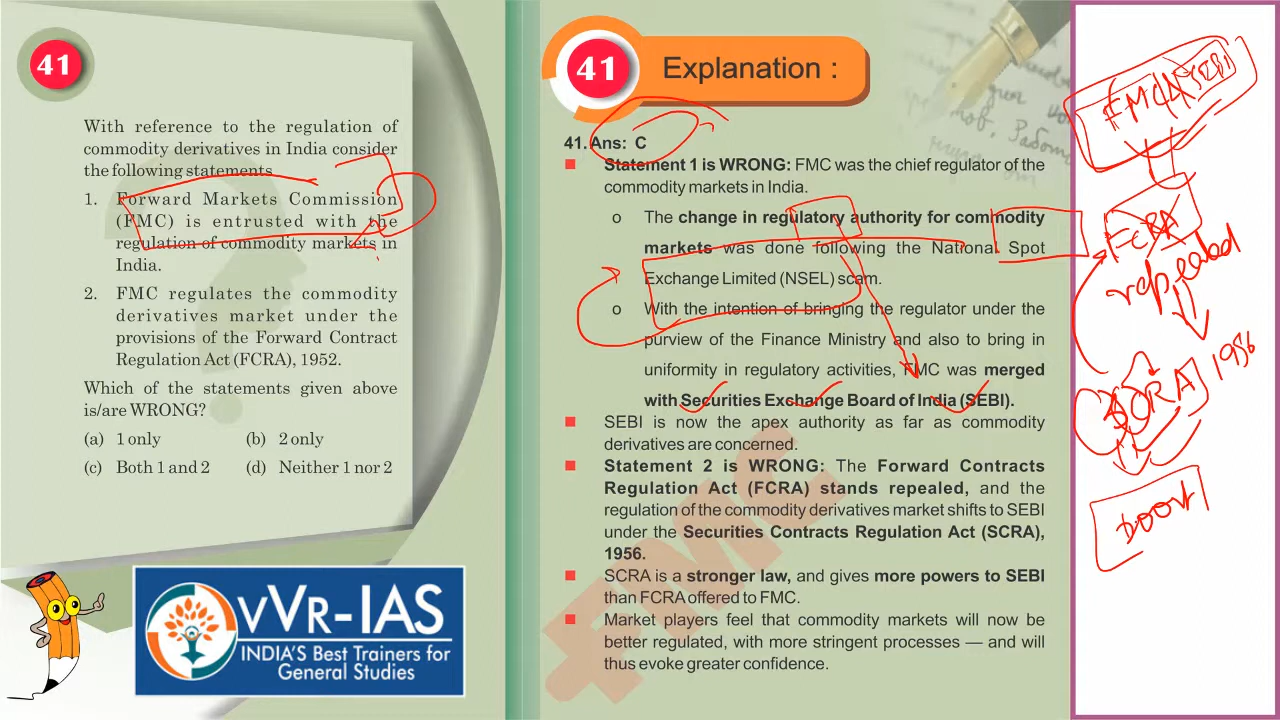 41
With reference to the regulation of
commodity derivatives in India consider
the following statements
1. Forward Markets Commission
(FMC) is entrusted with the
regulation of commodity markets in
India.
2. FMC regulates the commodity
derivatives market under the
provisions of the Forward Contract
Regulation Act (FCRA), 1952.
Which of the statements given above
is/are WRONG?
(a) 1 only (b) 2 only
(c) Both 1 and 2 (d) Neither 1 nor 2
vVr-IAS
INDIA'S Best Trainers for
General Studies
41 Explanation :
41. Ans: C
Statement 1 is WRONG: FMC was the chief regulator of the
commodity markets in India.
o The change in regulatory authority for commodity
markets was done following the National Spot
Exchange Limited (NSEL) scam.
o With the intention of bringing the regulator under the
purview of the Finance Ministry and also to bring in
uniformity in regulatory activities, FMC was merged
with Securities Exchange Board of India (SEBI).
SEBI is now the apex authority as far as commodity
derivatives are concerned.
Statement 2 is WRONG: The Forward Contracts
Regulation Act (FCRA) stands repealed, and the
regulation of the commodity derivatives market shifts to SEBI
under the Securities Contracts Regulation Act (SCRA),
1956.
SCRA is a stronger law, and gives more powers to SEBI
than FCRA offered to FMC.
Market players feel that commodity markets will now be
better regulated, with more stringent processes — and will
thus evoke greater confidence.
FMC
SEBI
FCRA
repealed
SCRA 1956